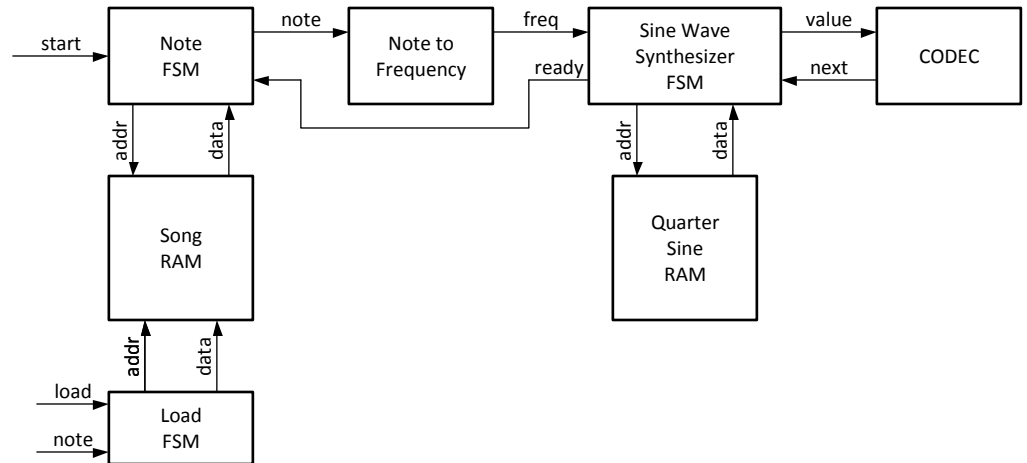 start
Note
FSM
note
Note to
Frequency
freq
ready
Sine Wave
Synthesizer
FSM
value
next
CODEC
addr
data
addr
data
Song
RAM
Quarter
Sine
RAM
addr
data
load
note
Load
FSM